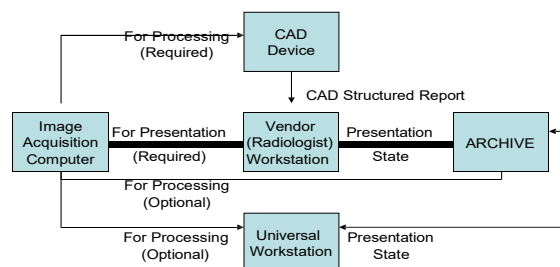 For Processing
(Required)
CAD
Device
CAD Structured Report
Image
Acquisition
Computer
For Presentation
(Required)
Vendor
(Radiologist)
Workstation
Presentation
State
ARCHIVE
For Processing
(Optional)
For Processing
(Optional)
Universal
Workstation
Presentation
State